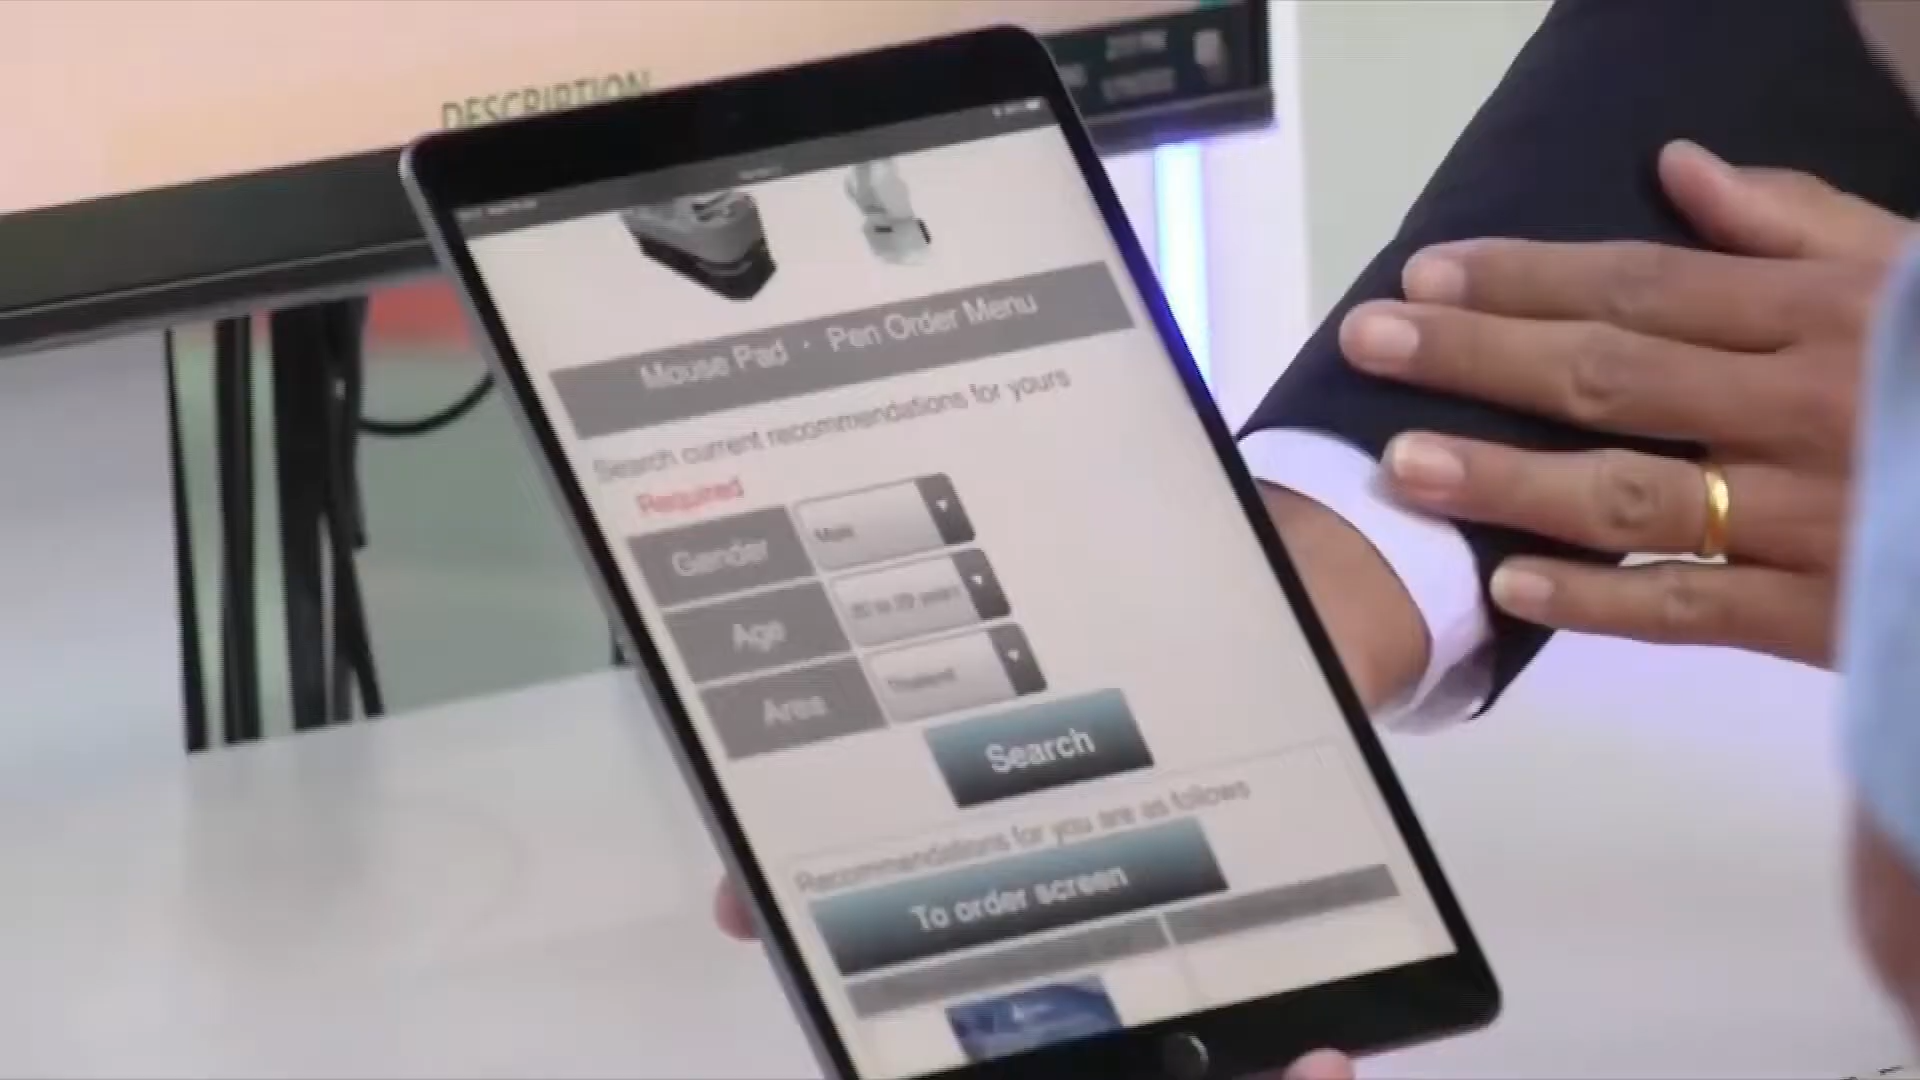 DESCRIPTION
Mouse Pad · Pen Order Menu
Search current recommendations for yours
Required
Gender
Male
Age
Area
Thailand
Search
Recommendations for you are as follows
To order screen